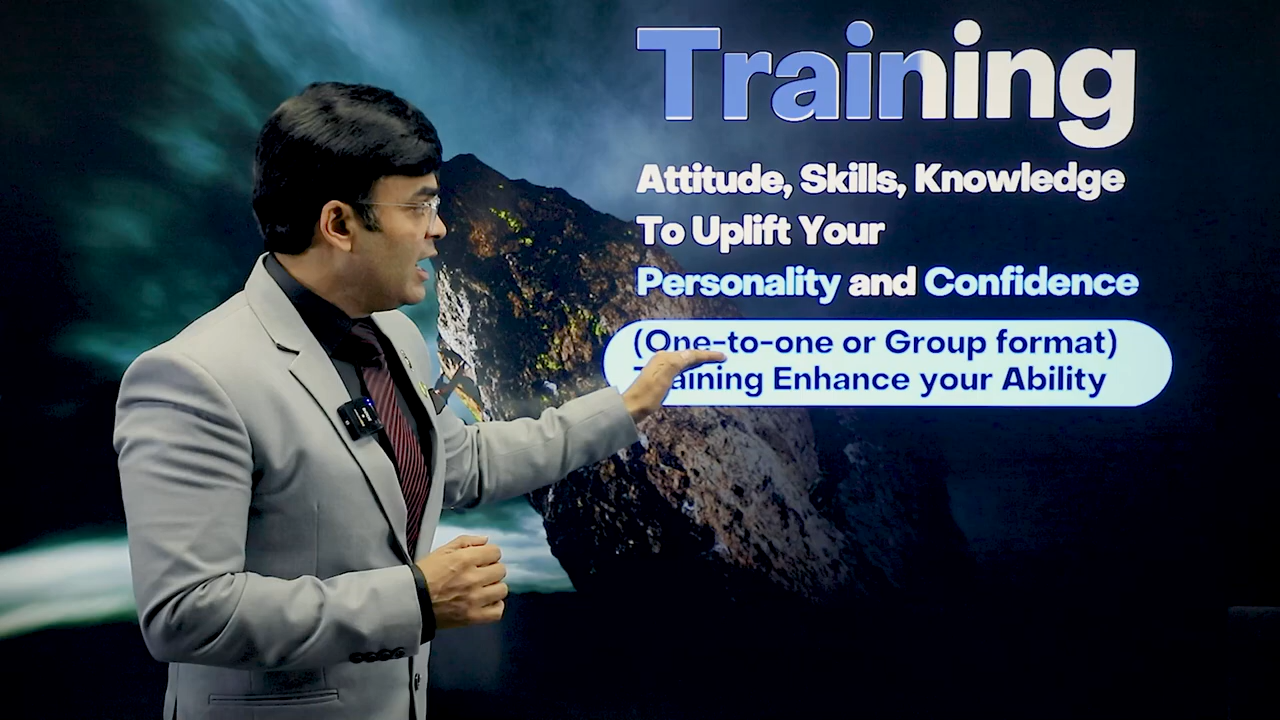 Training
Attitude, Skills, Knowledge
To Uplift Your
Personality and Confidence
(One-to-one or Group format)
Training Enhance your Ability